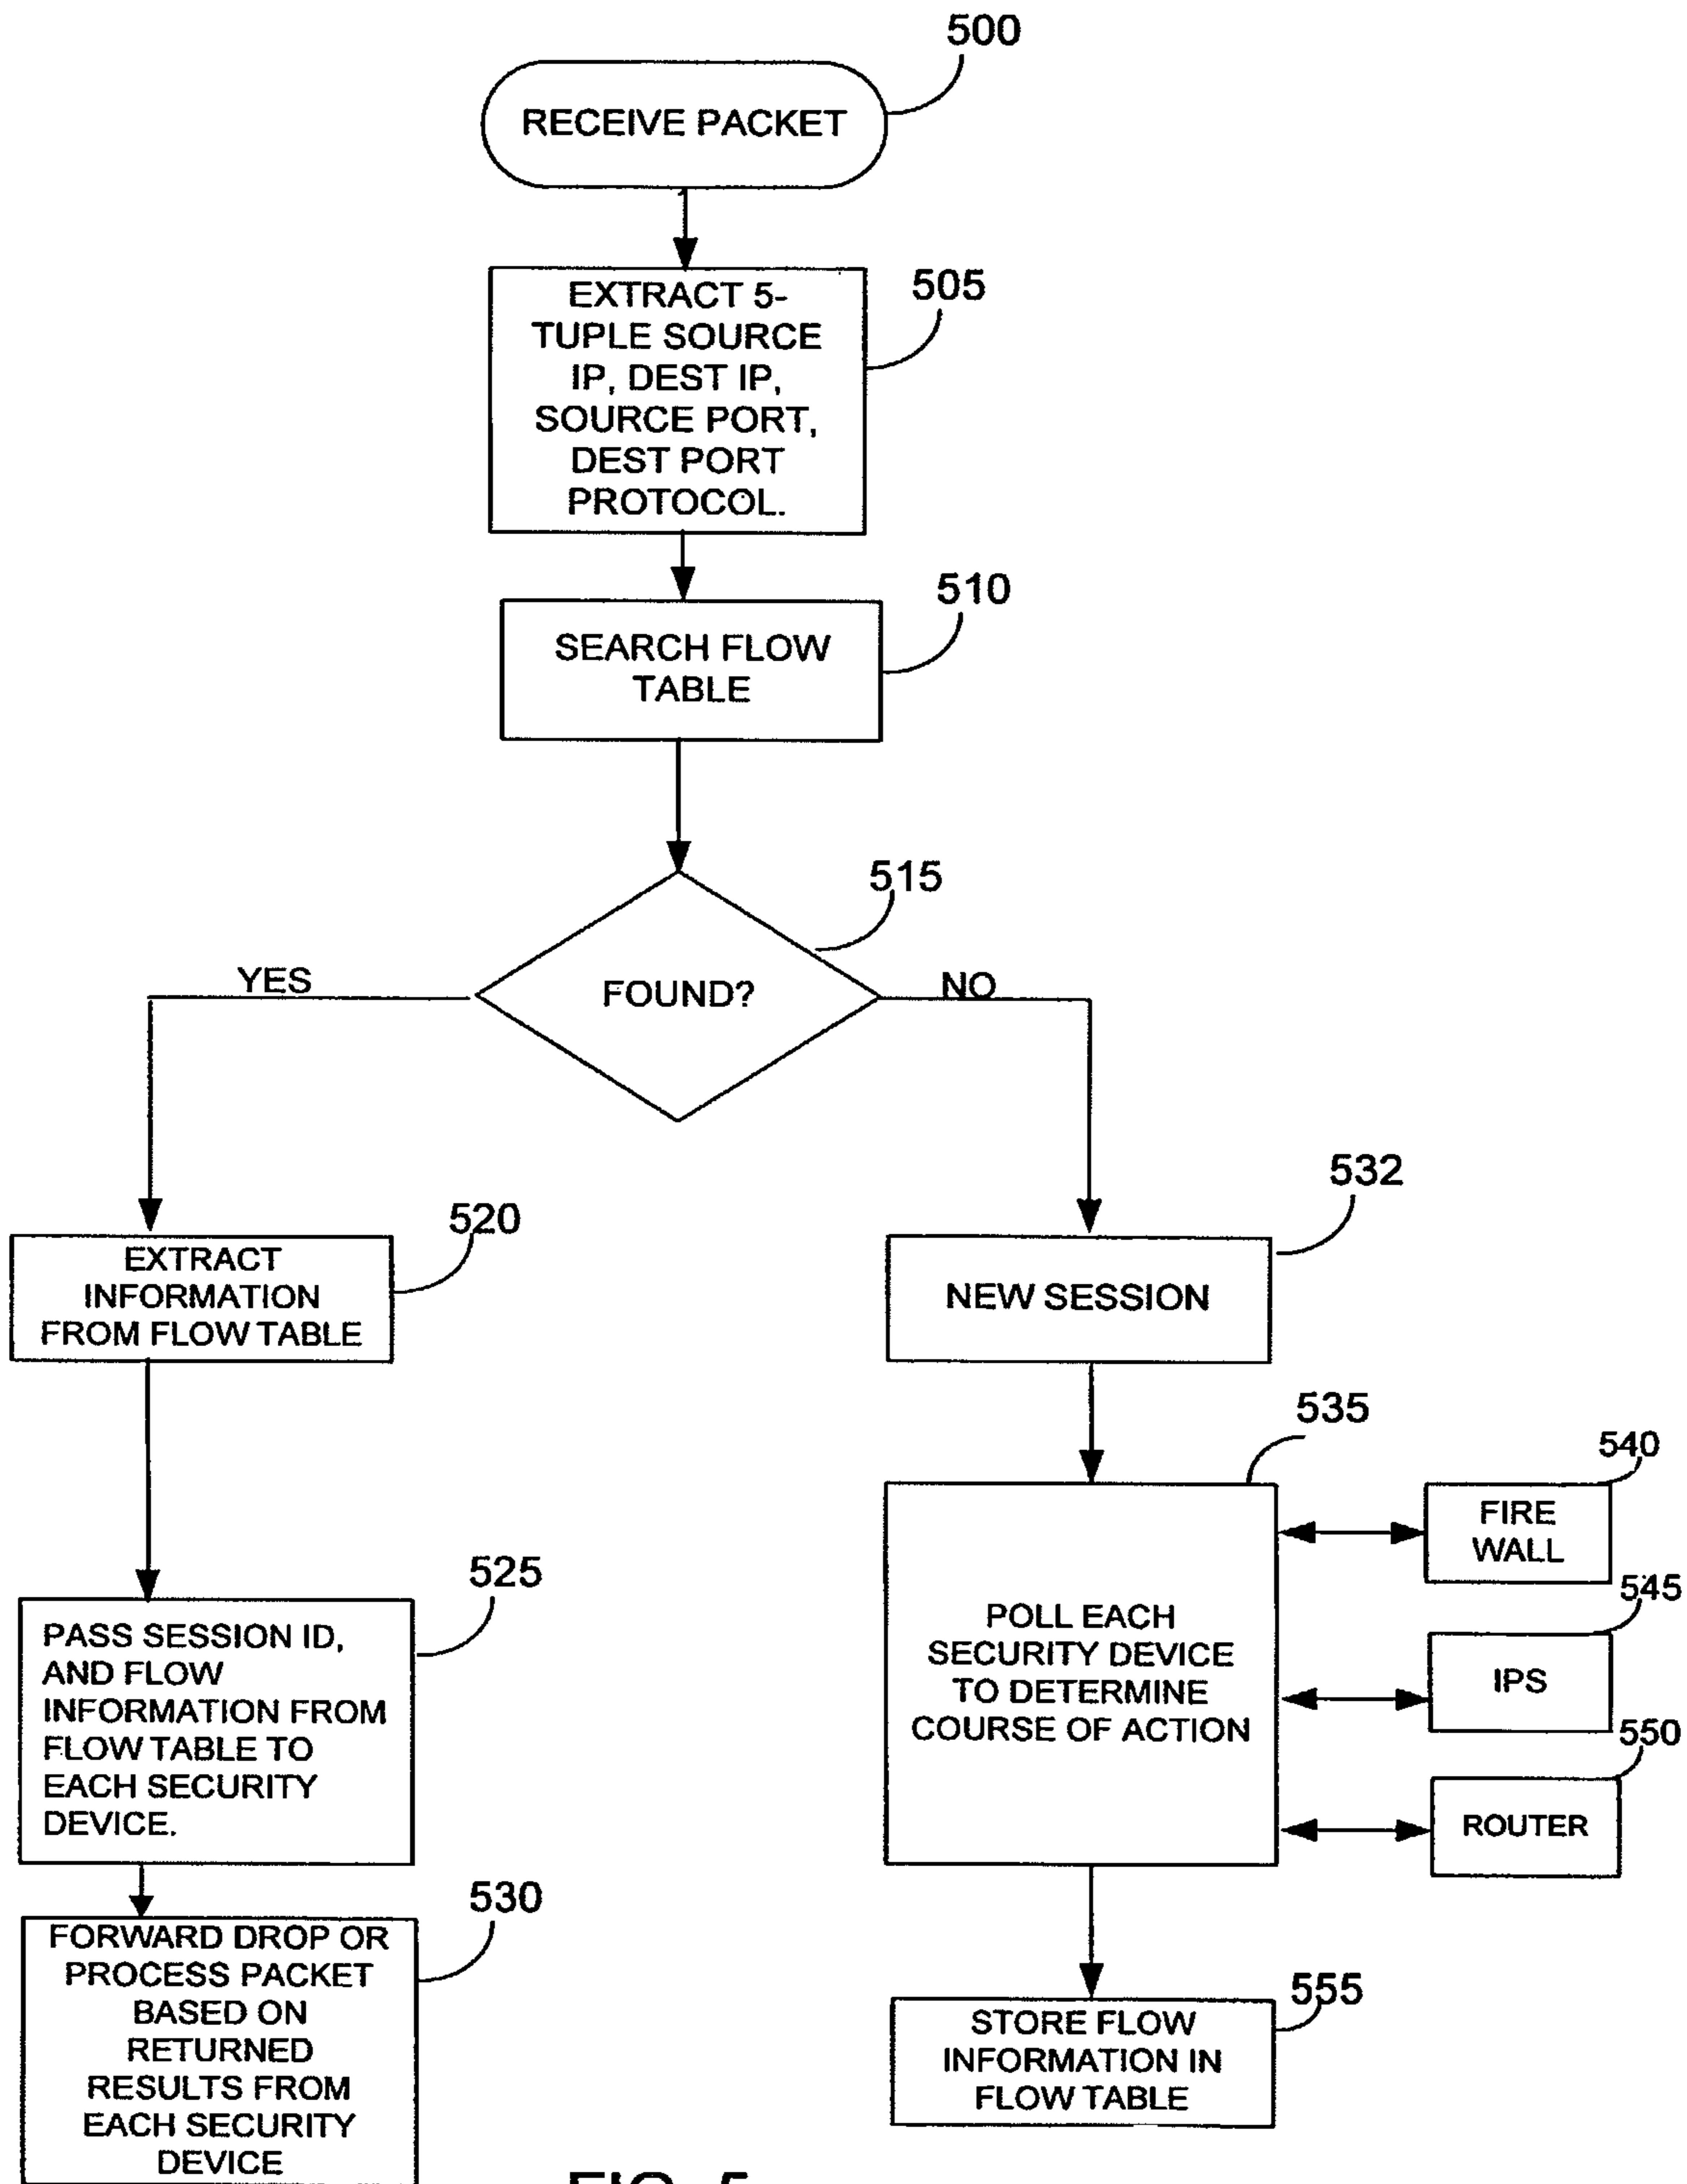 500
RECEIVE PACKET
505
EXTRACT 5-
TUPLE SOURCE
IP, DEST IP,
SOURCE PORT,
DEST PORT
PROTOCOL.
510
SEARCH FLOW
TABLE
515
FOUND?
YES
NO
520
EXTRACT
INFORMATION
FROM FLOW TABLE
525
PASS SESSION ID,
AND FLOW
INFORMATION FROM
FLOW TABLE TO
EACH SECURITY
DEVICE.
530
FORWARD DROP OR
PROCESS PACKET
BASED ON
RETURNED
RESULTS FROM
EACH SECURITY
DEVICE
532
NEW SESSION
535
POLL EACH
SECURITY DEVICE
TO DETERMINE
COURSE OF ACTION
540
FIRE
WALL
545
IPS
550
ROUTER
555
STORE FLOW
INFORMATION IN
FLOW TABLE
FIG. 5